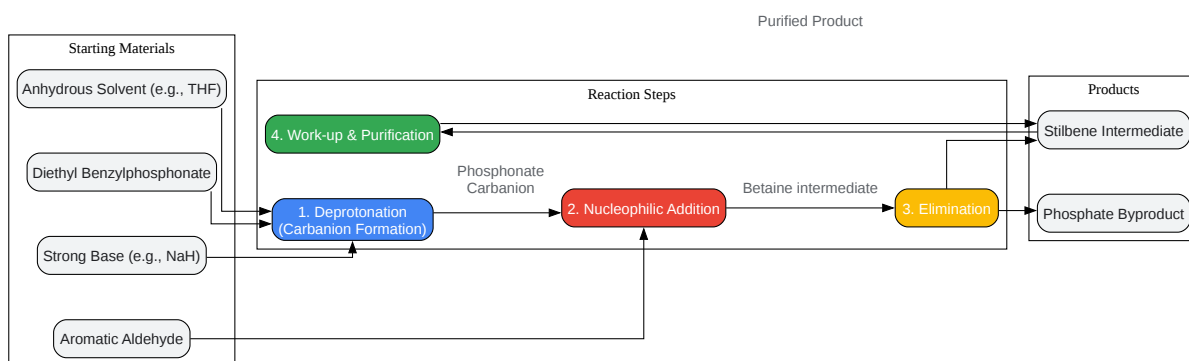 Purified Product
Starting Materials
Anhydrous Solvent (e.g., THF)
Diethyl Benzylphosphonate
Strong Base (e.g., NaH)
Aromatic Aldehyde
Reaction Steps
4. Work-up & Purification
1. Deprotonation
(Carbanion Formation)
Phosphonate
Carbanion
2. Nucleophilic Addition
Betaine intermediate
3. Elimination
Products
Stilbene Intermediate
Phosphate Byproduct